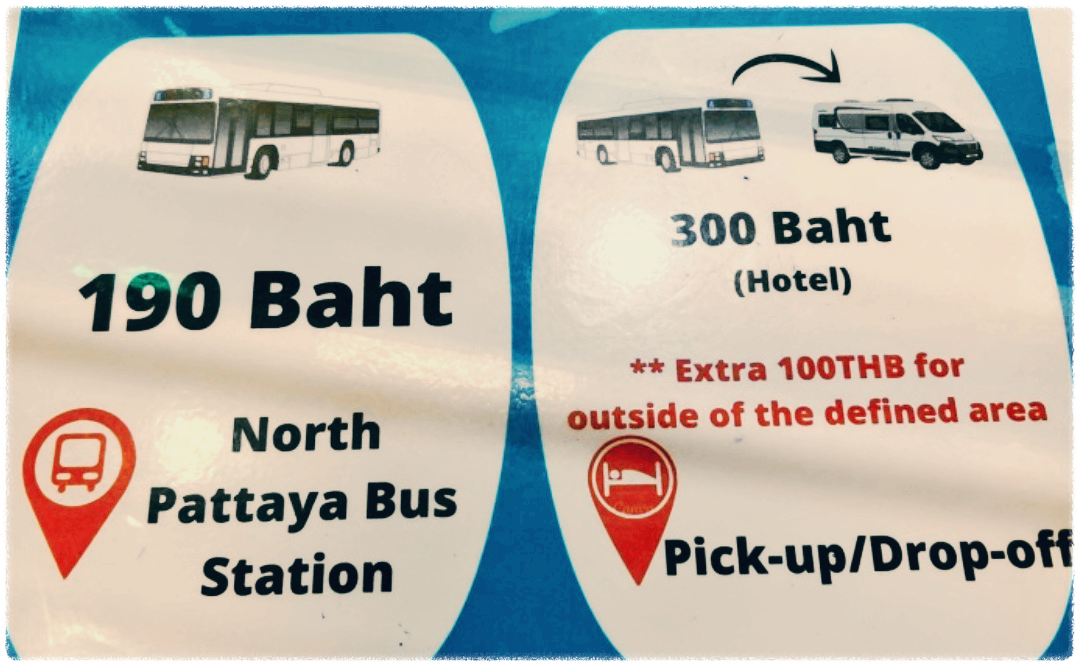 190 Baht
North
Pattaya Bus
Station
300 Baht
(Hotel)
** Extra 100THB for
outside of the defined area
Pick-up/Drop-off